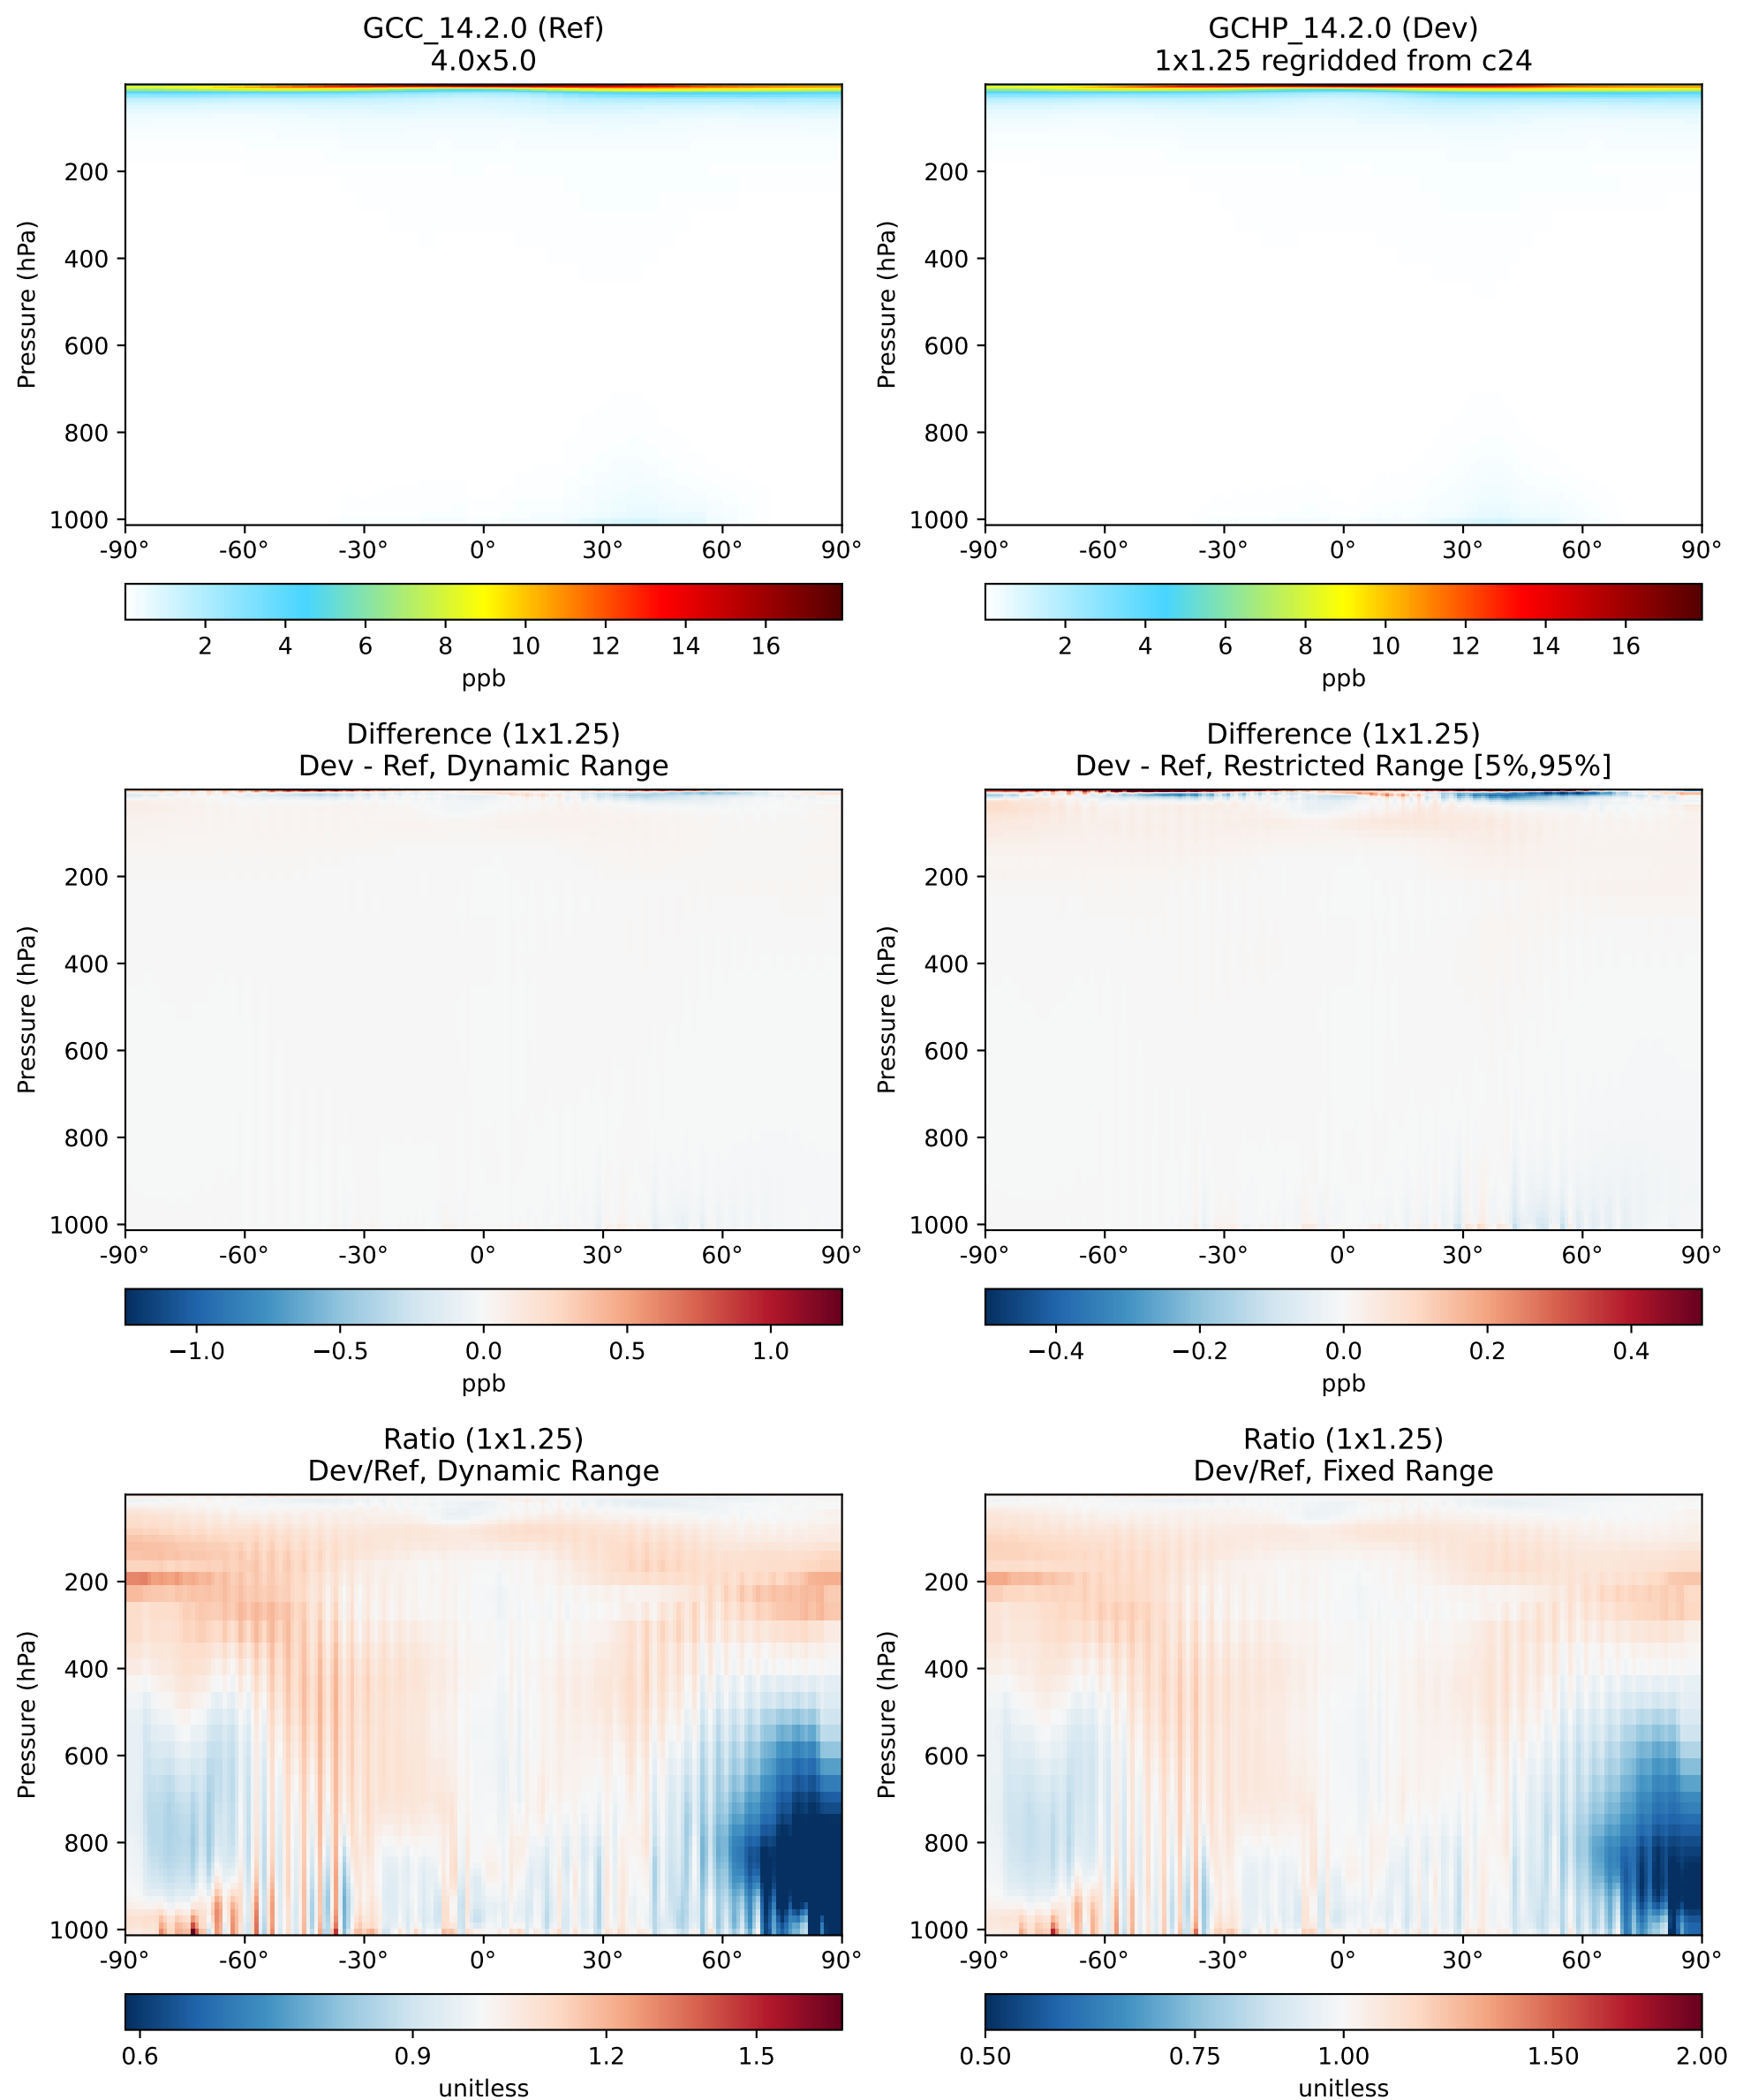 GCC_14.2.0 (Ref)
4.0x5.0
Pressure (hPa)
200
400
600
800
1000
-90° -60° -30° 0° 30° 60° 90°
2 4 6 8 10 12 14 16
ppb
GCHP_14.2.0 (Dev)
1x1.25 regridded from c24
Pressure (hPa)
200
400
600
800
1000
-90° -60° -30° 0° 30° 60° 90°
2 4 6 8 10 12 14 16
ppb
Difference (1x1.25)
Dev - Ref, Dynamic Range
Pressure (hPa)
200
400
600
800
1000
-90° -60° -30° 0° 30° 60° 90°
−1.0 −0.5 0.0 0.5 1.0
ppb
Difference (1x1.25)
Dev - Ref, Restricted Range [5%,95%]
Pressure (hPa)
200
400
600
800
1000
-90° -60° -30° 0° 30° 60° 90°
−0.4 −0.2 0.0 0.2 0.4
ppb
Ratio (1x1.25)
Dev/Ref, Dynamic Range
Pressure (hPa)
200
400
600
800
1000
-90° -60° -30° 0° 30° 60° 90°
0.6 0.9 1.2 1.5
unitless
Ratio (1x1.25)
Dev/Ref, Fixed Range
Pressure (hPa)
200
400
600
800
1000
-90° -60° -30° 0° 30° 60° 90°
0.50 0.75 1.00 1.50 2.00
unitless